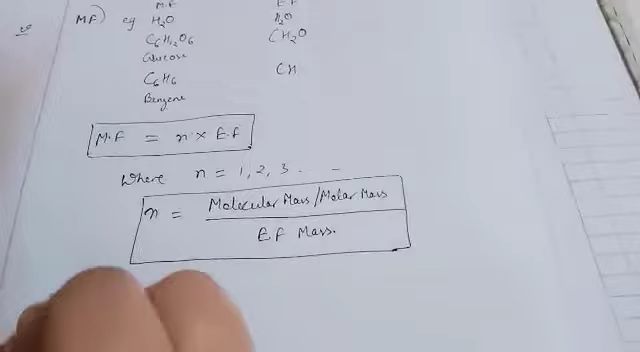 M.F E.F
MF) eg H₂O H₂O
C₆H₁₂O₆ CH₂O
Glucose
C₆H₆ CH
Benzene
M.F = n × E.F
Where n = 1, 2, 3 . –
n = Molecular Mass/Molar Mass
E.F Mass.